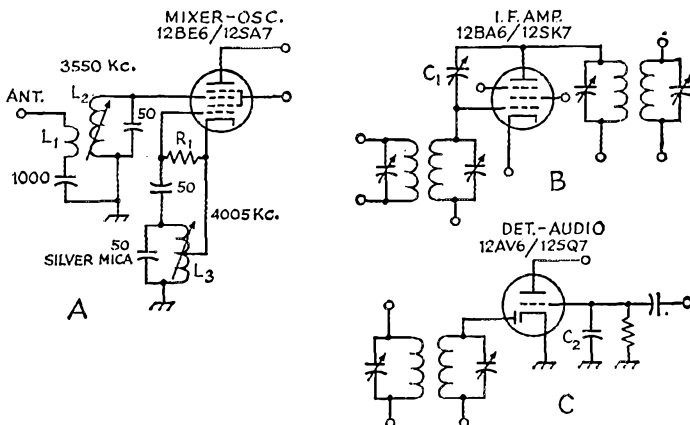 MIXER-OSC.
12BE6/12SA7
3550 Kc.
ANT.
L2
L1
50
R1
1000
50
4005 Kc.
50
SILVER MICA
L3
A
I.F. AMP.
12BA6/12SK7
C1
B
DET.-AUDIO
12AV6/12SQ7
C2
C